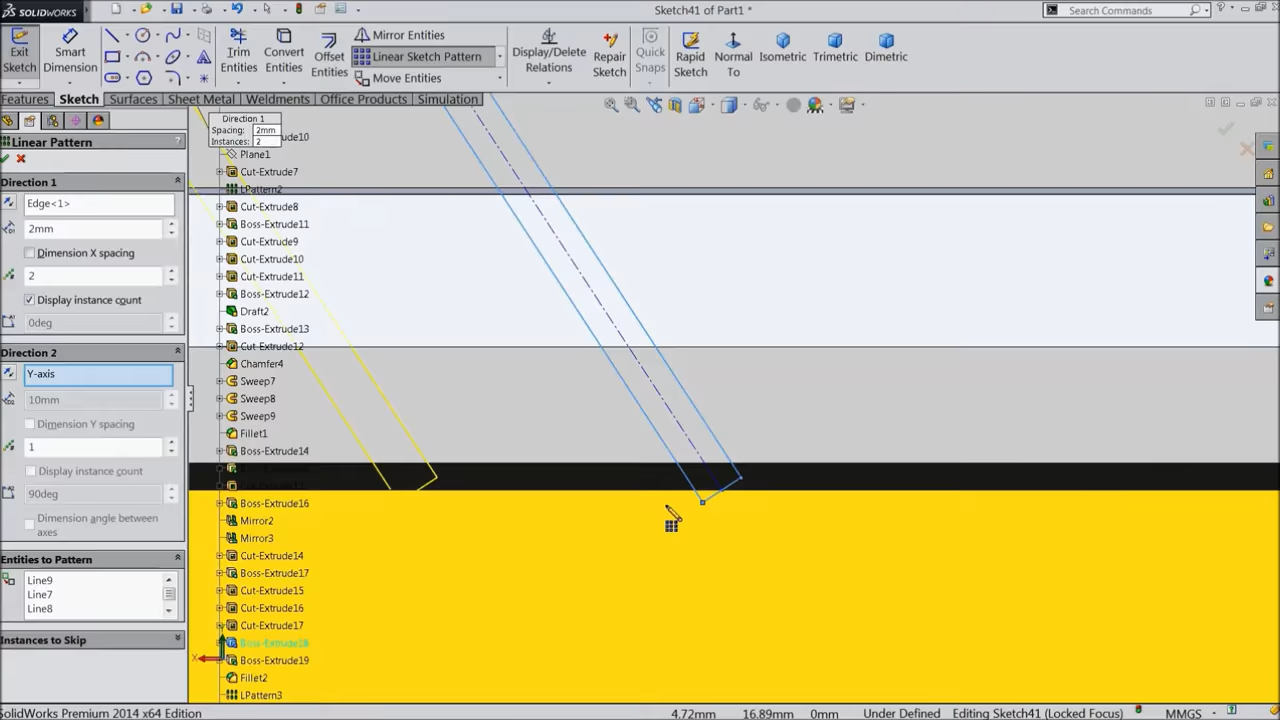 SOLIDWORKS
Sketch41 of Part1 *
Search Commands
Exit Sketch
Smart Dimension
Trim Entities
Convert Entities
Offset Entities
Mirror Entities
Linear Sketch Pattern
Move Entities
Display/Delete Relations
Repair Sketch
Quick Snaps
Rapid Sketch
Normal To
Isometric
Trimetric
Dimetric
Features
Sketch
Surfaces
Sheet Metal
Weldments
Office Products
Simulation
Linear Pattern
?
Direction 1
Edge<1>
2mm
Dimension X spacing
2
Display instance count
0deg
Direction 2
Y-axis
10mm
Dimension Y spacing
1
Display instance count
90deg
Dimension angle between
axes
Entities to Pattern
Line9
Line7
Line8
Instances to Skip
Direction 1
Spacing: 2mm
Instances: 2
Plane1
Cut-Extrude7
LPattern2
Cut-Extrude8
Boss-Extrude11
Cut-Extrude9
Cut-Extrude10
Cut-Extrude11
Boss-Extrude12
Draft2
Boss-Extrude13
Cut-Extrude12
Chamfer4
Sweep7
Sweep8
Sweep9
Fillet1
Boss-Extrude14
Boss-Extrude16
Mirror2
Mirror3
Cut-Extrude14
Boss-Extrude17
Cut-Extrude15
Cut-Extrude16
Cut-Extrude17
Boss-Extrude18
Boss-Extrude19
Fillet2
LPattern3
X
SolidWorks Premium 2014 x64 Edition
4.72mm
16.89mm
0mm
Under Defined
Editing Sketch41 (Locked Focus)
MMGS